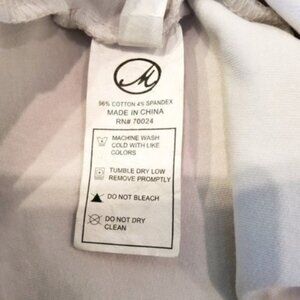 M
96% COTTON 4% SPANDEX
MADE IN CHINA
RN# 70024
MACHINE WASH
COLD WITH LIKE
COLORS
TUMBLE DRY LOW
REMOVE PROMPTLY
DO NOT BLEACH
DO NOT DRY
CLEAN